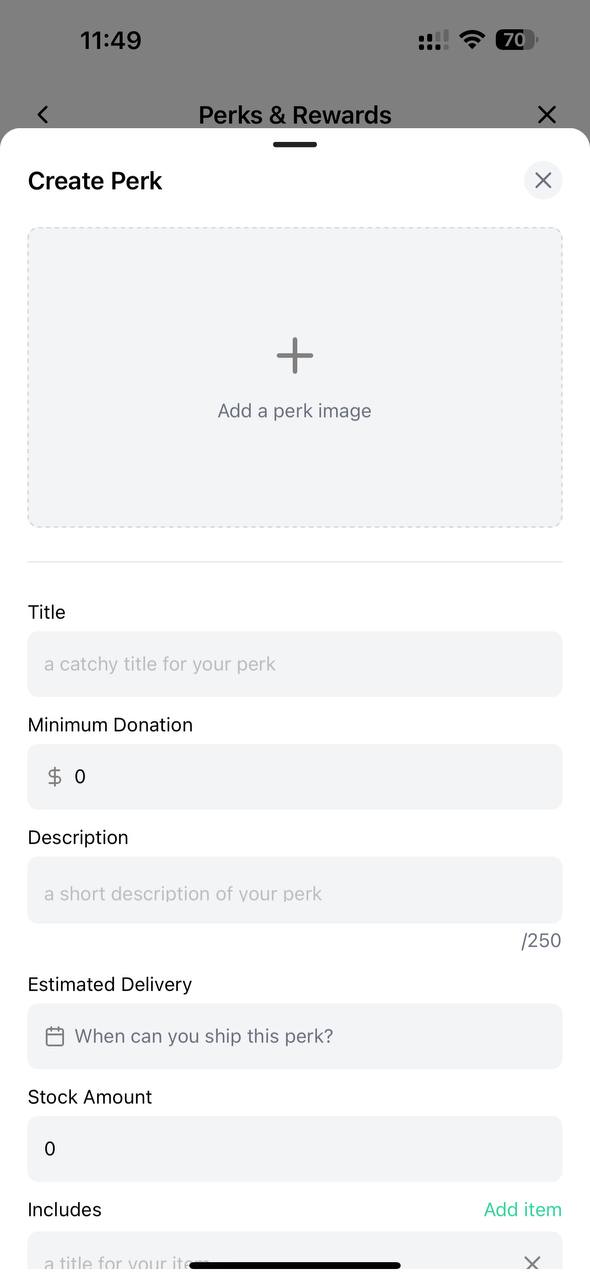 11:49
70
Perks & Rewards
Create Perk
Add a perk image
Title
a catchy title for your perk
Minimum Donation
$ 0
Description
a short description of your perk
/250
Estimated Delivery
When can you ship this perk?
Stock Amount
0
Includes
Add item
a title for your item